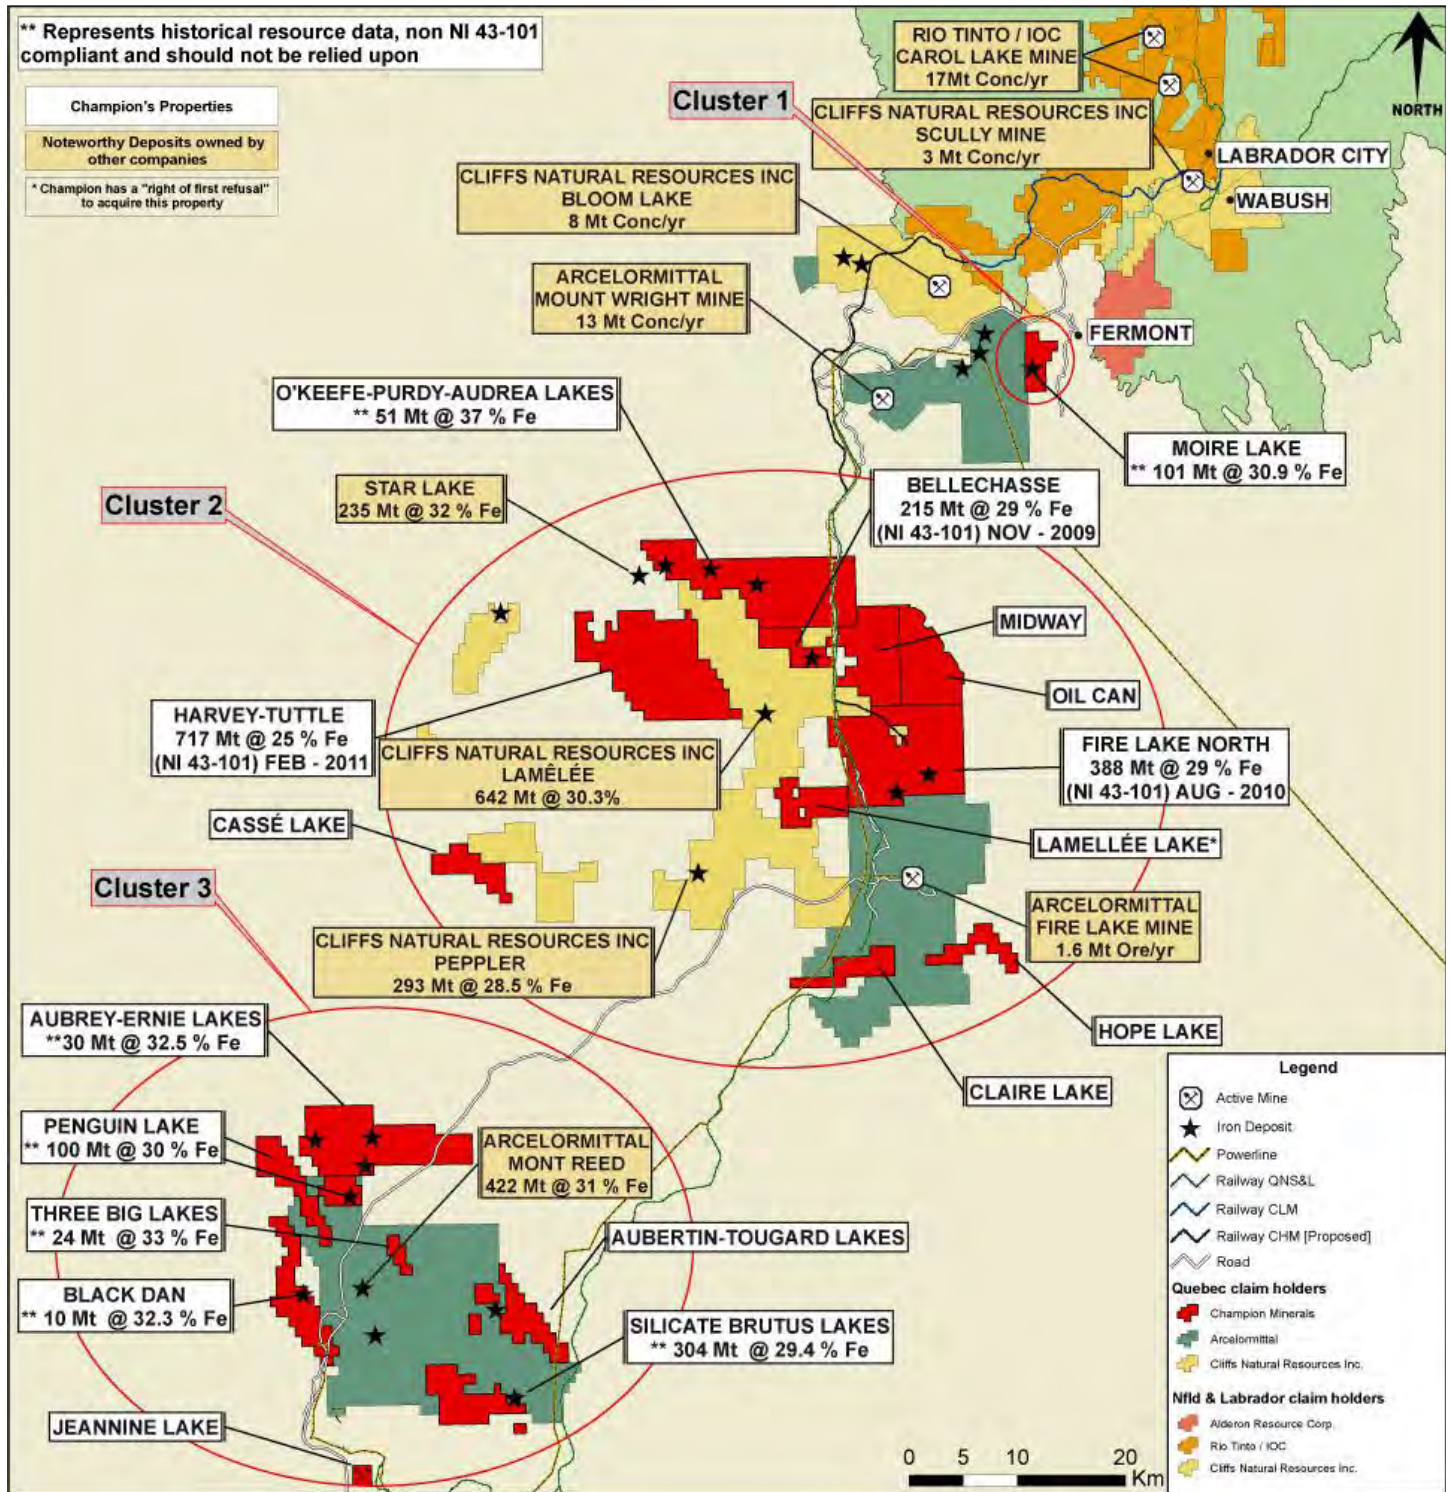 ** Represents historical resource data, non NI 43-101
compliant and should not be relied upon
Champion's Properties
Noteworthy Deposits owned by
other companies
* Champion has a "right of first refusal"
to acquire this property
RIO TINTO / IOC
CAROL LAKE MINE
17Mt Conc/yr
NORTH
Cluster 1
CLIFFS NATURAL RESOURCES INC
SCULLY MINE
3 Mt Conc/yr
LABRADOR CITY
WABUSH
CLIFFS NATURAL RESOURCES INC
BLOOM LAKE
8 Mt Conc/yr
ARCELORMITTAL
MOUNT WRIGHT MINE
13 Mt Conc/yr
FERMONT
O'KEEFE-PURDY-AUDREA LAKES
** 51 Mt @ 37 % Fe
MOIRE LAKE
** 101 Mt @ 30.9 % Fe
STAR LAKE
235 Mt @ 32 % Fe
BELLECHASSE
215 Mt @ 29 % Fe
(NI 43-101) NOV - 2009
Cluster 2
MIDWAY
OIL CAN
HARVEY-TUTTLE
717 Mt @ 25 % Fe
(NI 43-101) FEB - 2011
CLIFFS NATURAL RESOURCES INC
LAMÊLÉE
642 Mt @ 30.3%
FIRE LAKE NORTH
388 Mt @ 29 % Fe
(NI 43-101) AUG - 2010
CASSÉ LAKE
LAMELLÉE LAKE*
Cluster 3
ARCELORMITTAL
FIRE LAKE MINE
1.6 Mt Ore/yr
CLIFFS NATURAL RESOURCES INC
PEPPLER
293 Mt @ 28.5 % Fe
HOPE LAKE
AUBREY-ERNIE LAKES
**30 Mt @ 32.5 % Fe
CLAIRE LAKE
PENGUIN LAKE
** 100 Mt @ 30 % Fe
ARCELORMITTAL
MONT REED
422 Mt @ 31 % Fe
THREE BIG LAKES
** 24 Mt @ 33 % Fe
AUBERTIN-TOUGARD LAKES
BLACK DAN
** 10 Mt @ 32.3 % Fe
SILICATE BRUTUS LAKES
** 304 Mt @ 29.4 % Fe
JEANNINE LAKE
0 10 20
Km
Legend
Active Mine
Iron Deposit
Powerline
Railway QNS&L
Railway CLM
Railway CHM [Proposed]
Road
Quebec claim holders
Champion Minerals
Arcelormittal
Cliffs Natural Resources Inc.
Nfld & Labrador claim holders
Alderon Resource Corp.
Rio Tinto / IOC
Cliffs Natural Resources Inc.